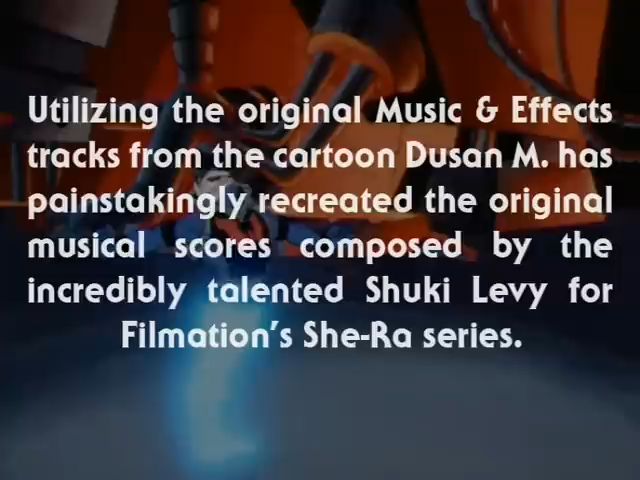 Utilizing the original Music & Effects
tracks from the cartoon Dusan M. has
painstakingly recreated the original
musical scores composed by the
incredibly talented Shuki Levy for
Filmation's She-Ra series.